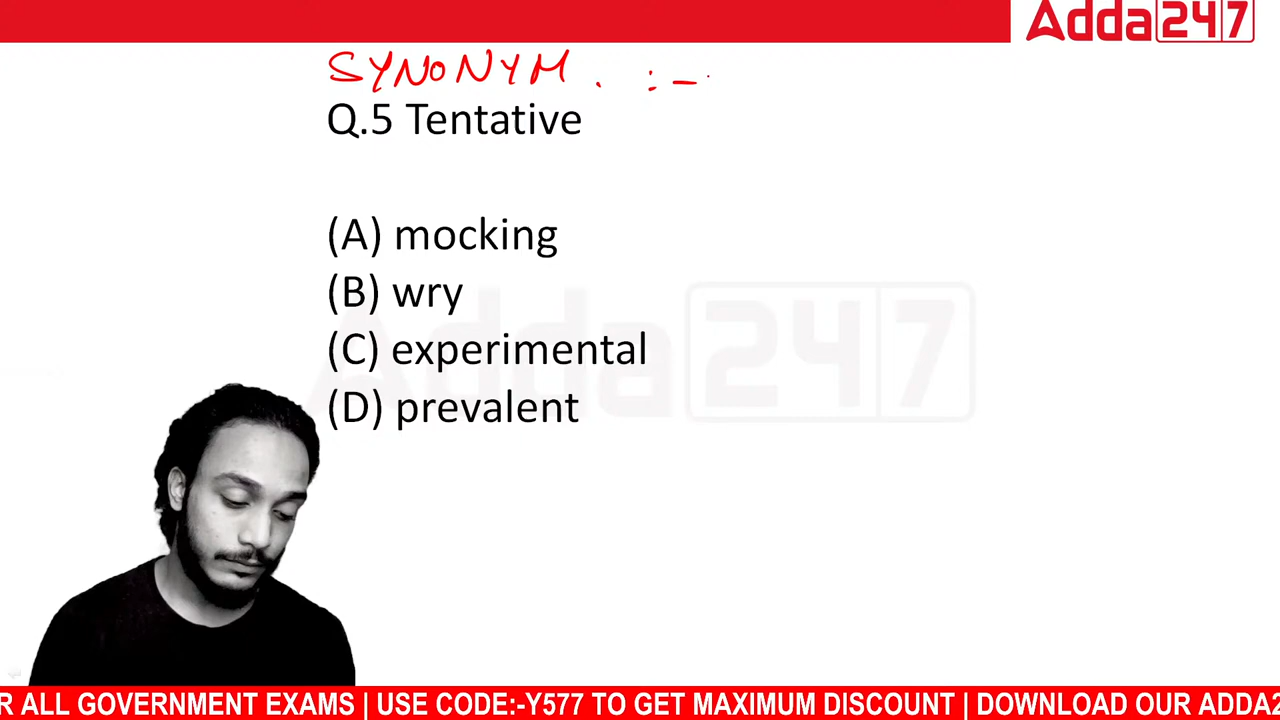 Adda247
SYNONYM . :-
Q.5 Tentative
(A) mocking
(B) wry
(C) experimental
(D) prevalent
Adda247
R ALL GOVERNMENT EXAMS | USE CODE:-Y577 TO GET MAXIMUM DISCOUNT | DOWNLOAD OUR ADDA2